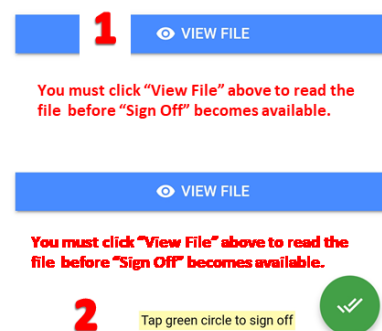 1
VIEW FILE
You must click “View File” above to read the
file before “Sign Off” becomes available.
VIEW FILE
You must click “View File” above to read the
file before “Sign Off” becomes available.
2
Tap green circle to sign off